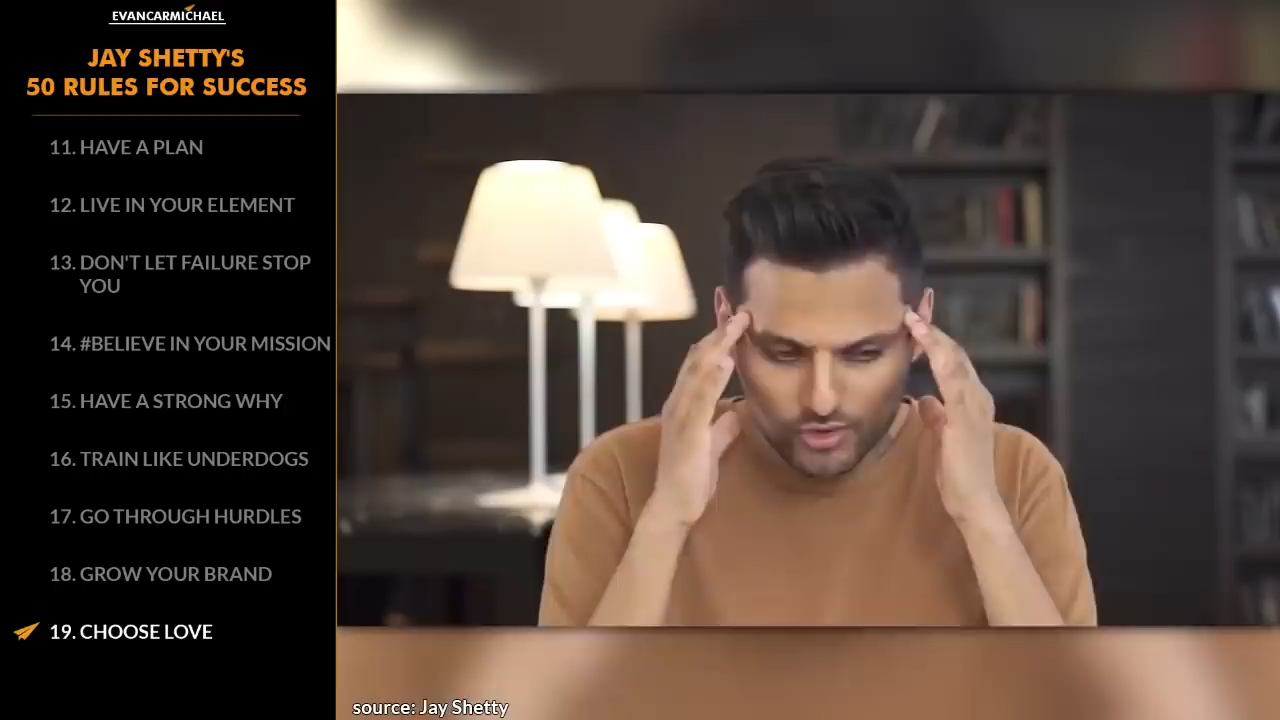 EVANCARMICHAEL
JAY SHETTY'S
50 RULES FOR SUCCESS
11. HAVE A PLAN
12. LIVE IN YOUR ELEMENT
13. DON'T LET FAILURE STOP
YOU
14. #BELIEVE IN YOUR MISSION
15. HAVE A STRONG WHY
16. TRAIN LIKE UNDERDOGS
17. GO THROUGH HURDLES
18. GROW YOUR BRAND
19. CHOOSE LOVE
source: Jay Shetty